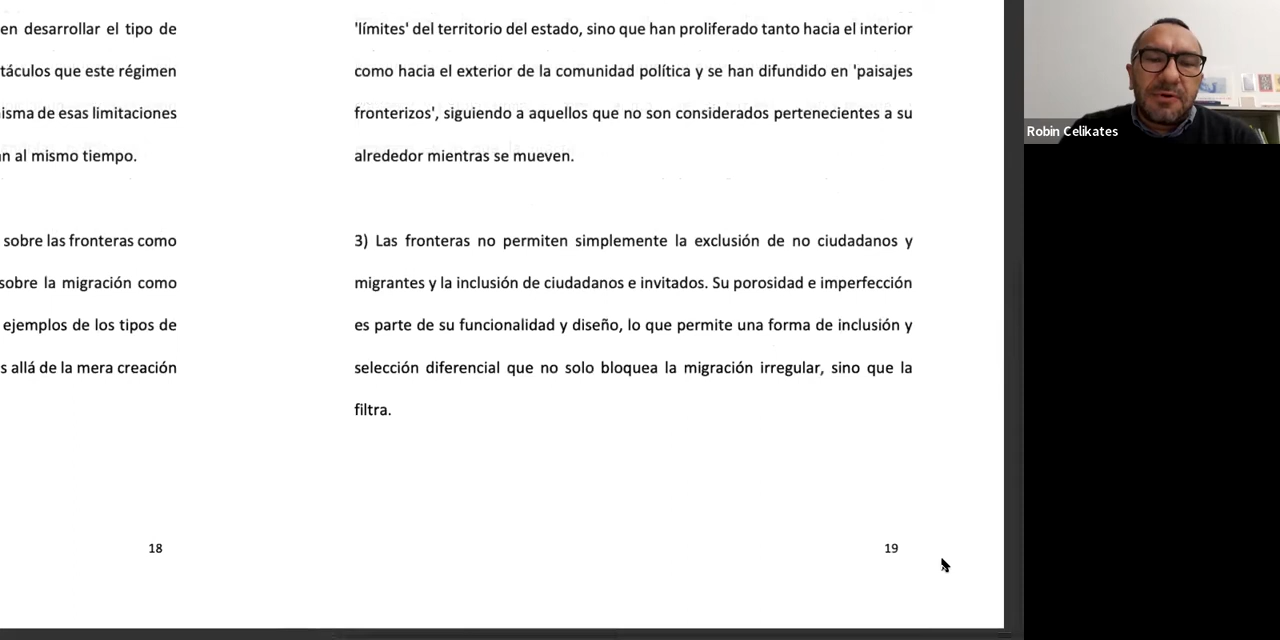 en desarrollar el tipo de
táculos que este régimen
isma de esas limitaciones
n al mismo tiempo.
sobre las fronteras como
sobre la migración como
ejemplos de los tipos de
s allá de la mera creación
18
'límites' del territorio del estado, sino que han proliferado tanto hacia el interior
como hacia el exterior de la comunidad política y se han difundido en 'paisajes
fronterizos', siguiendo a aquellos que no son considerados pertenecientes a su
alrededor mientras se mueven.
3) Las fronteras no permiten simplemente la exclusión de no ciudadanos y
migrantes y la inclusión de ciudadanos e invitados. Su porosidad e imperfección
es parte de su funcionalidad y diseño, lo que permite una forma de inclusión y
selección diferencial que no solo bloquea la migración irregular, sino que la
filtra.
19
Robin Celikates